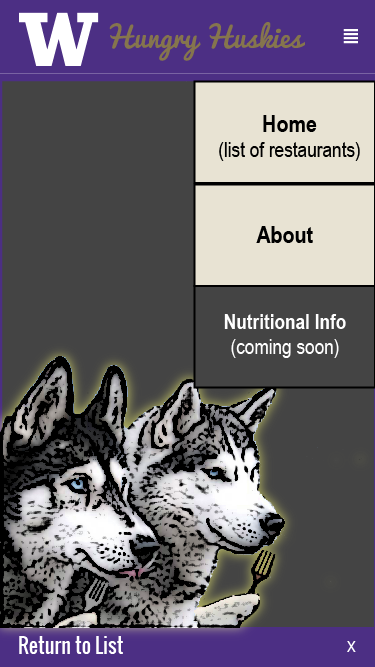 W Hungry Huskies
Home
(list of restaurants)
About
Nutritional Info
(coming soon)
Return to List
X